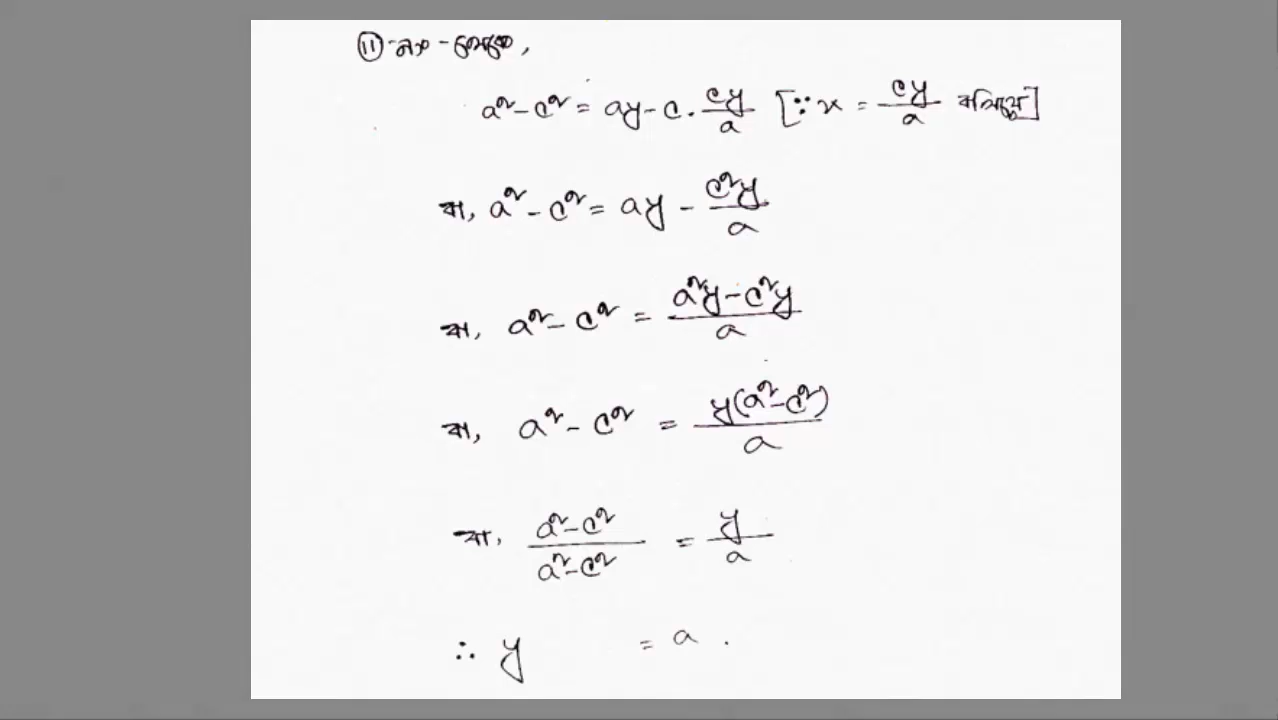 (11) নং থেকে,
a² - c² = ay - c · cy/a [∵ x = cy/a বসিয়ে]
বা, a² - c² = ay - c²y/a
বা, a² - c² = (a²y - c²y)/a
বা, a² - c² = y(a² - c²)/a
বা, (a² - c²)/(a² - c²) = y/a
∴ y = a .